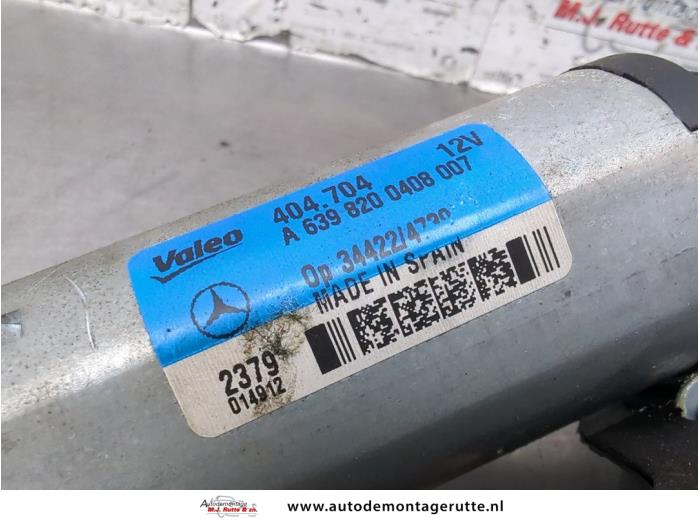 M.J. Rutte & zn.
Valeo
404.704 12V
A 639 820 0408 007
Op 34422/4730
MADE IN SPAIN
2379
014912
Autodemontage
M.J. Rutte & zn.
www.autodemontagerutte.nl